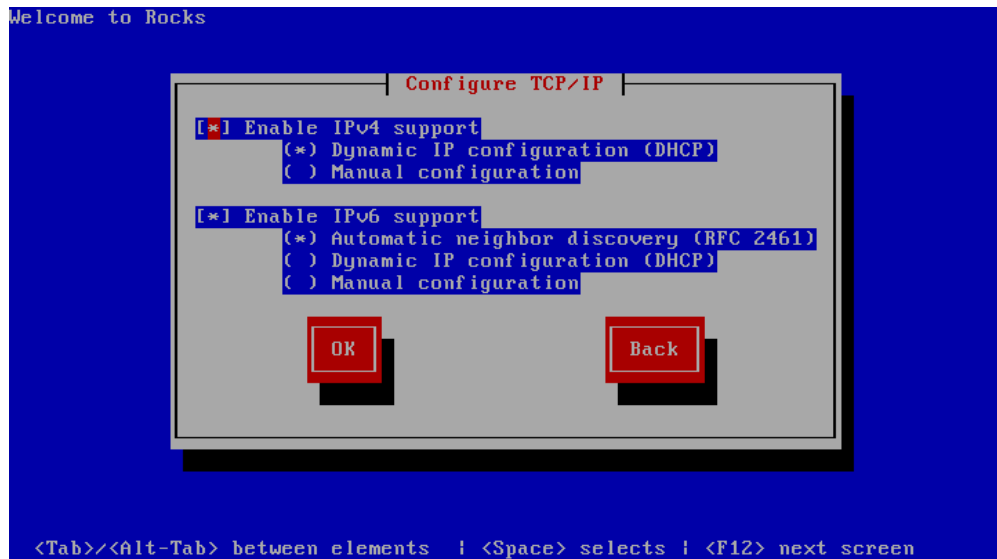 Welcome to Rocks
Configure TCP/IP
[*] Enable IPv4 support
(*) Dynamic IP configuration (DHCP)
( ) Manual configuration
[*] Enable IPv6 support
(*) Automatic neighbor discovery (RFC 2461)
( ) Dynamic IP configuration (DHCP)
( ) Manual configuration
OK Back
<Tab>/<Alt-Tab> between elements | <Space> selects | <F12> next screen